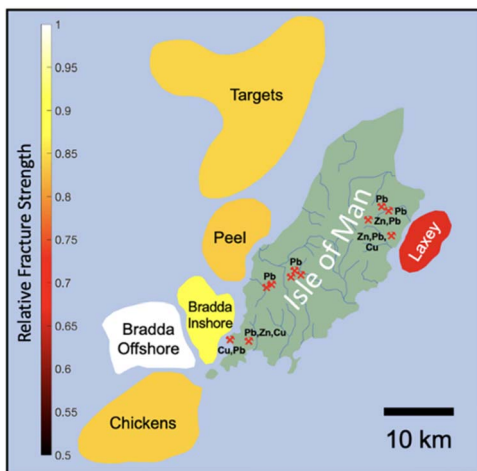 Relative Fracture Strength
1
0.95
0.9
0.85
0.8
0.75
0.7
0.65
0.6
0.55
0.5
Targets
Peel
Bradda
Inshore
Bradda
Offshore
Chickens
Isle of Man
Laxey
Pb
Pb
Zn,Pb
Zn,Pb,
Cu
Pb
Pb
Pb,Zn,Cu
Cu,Pb
10 km